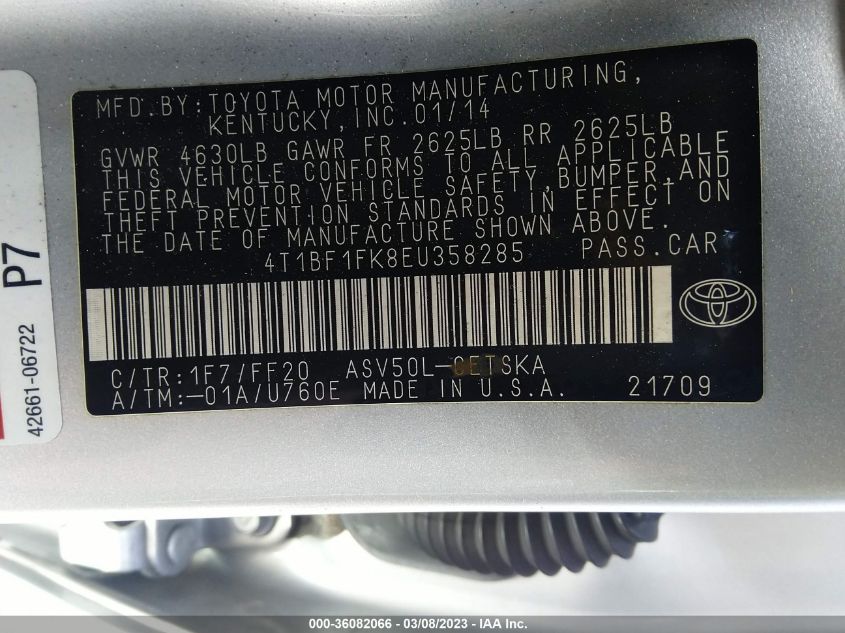 MFD.BY:TOYOTA MOTOR MANUFACTURING,
KENTUCKY,INC.01/14
GVWR 4630LB GAWR FR 2625LB RR 2625LB
THIS VEHICLE CONFORMS TO ALL APPLICABLE
FEDERAL MOTOR VEHICLE SAFETY,BUMPER,AND
THEFT PREVENTION STANDARDS IN EFFECT ON
THE DATE OF MANUFACTURE SHOWN ABOVE.
4T1BF1FK8EU358285 PASS.CAR
C/TR:1F7/FF20 ASV50L-CETSKA
A/TM:-01A/U760E MADE IN U.S.A. 21709
P7
42661-06722
000-36082066 - 03/08/2023 - IAA Inc.